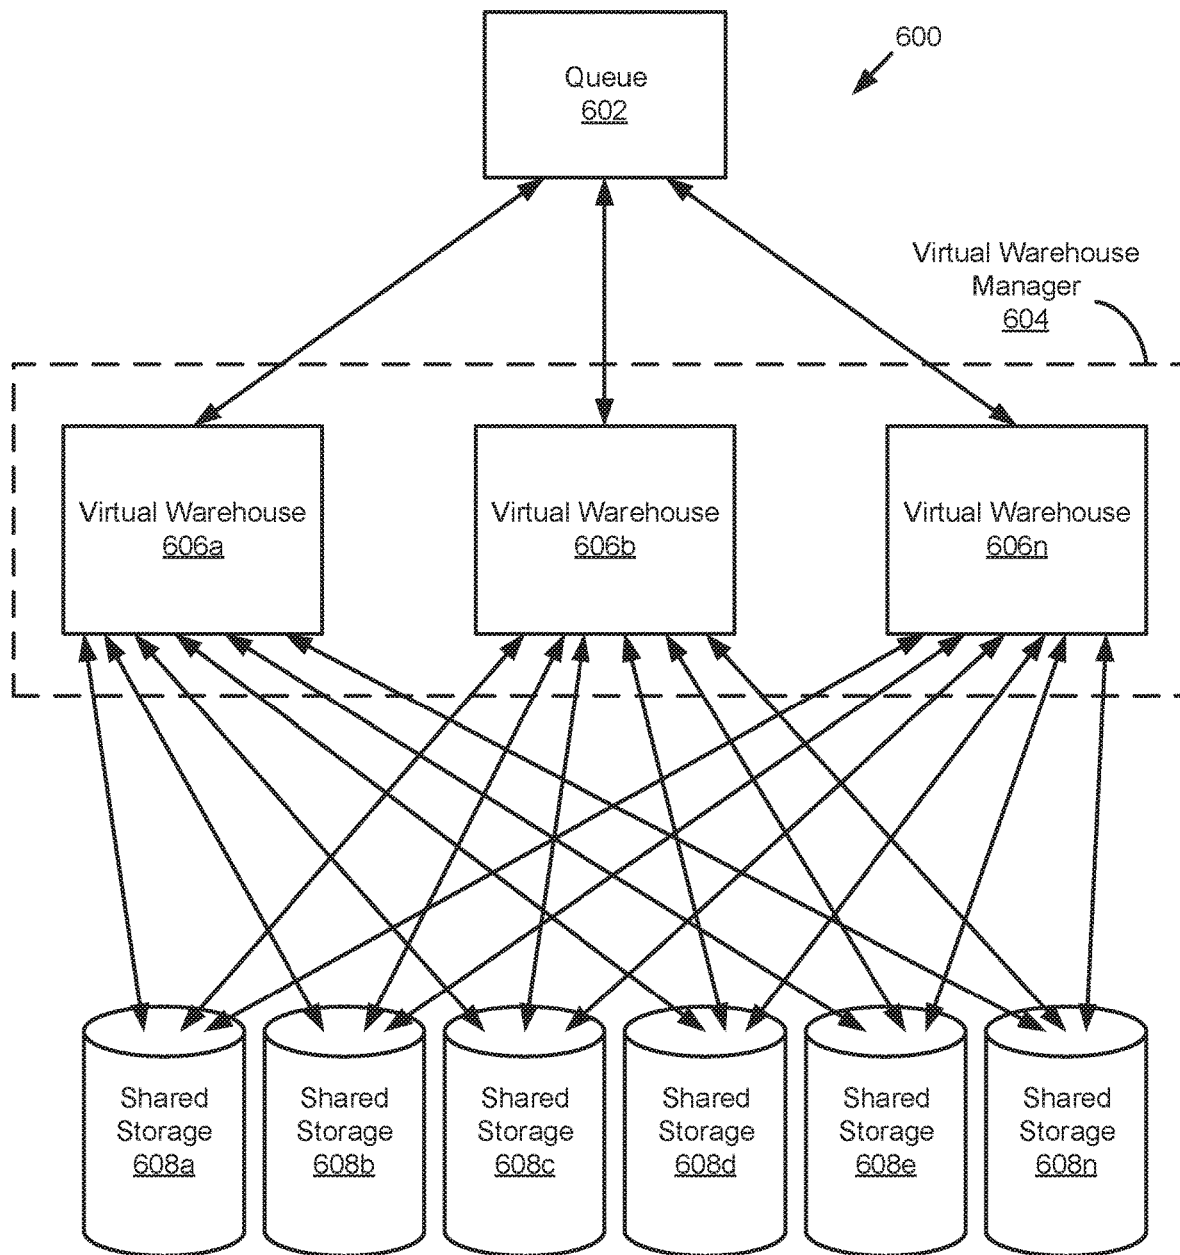 600
Queue
602
Virtual Warehouse
Manager
604
Virtual Warehouse
606a
Virtual Warehouse
606b
Virtual Warehouse
606n
Shared
Storage
608a
Shared
Storage
608b
Shared
Storage
608c
Shared
Storage
608d
Shared
Storage
608e
Shared
Storage
608n